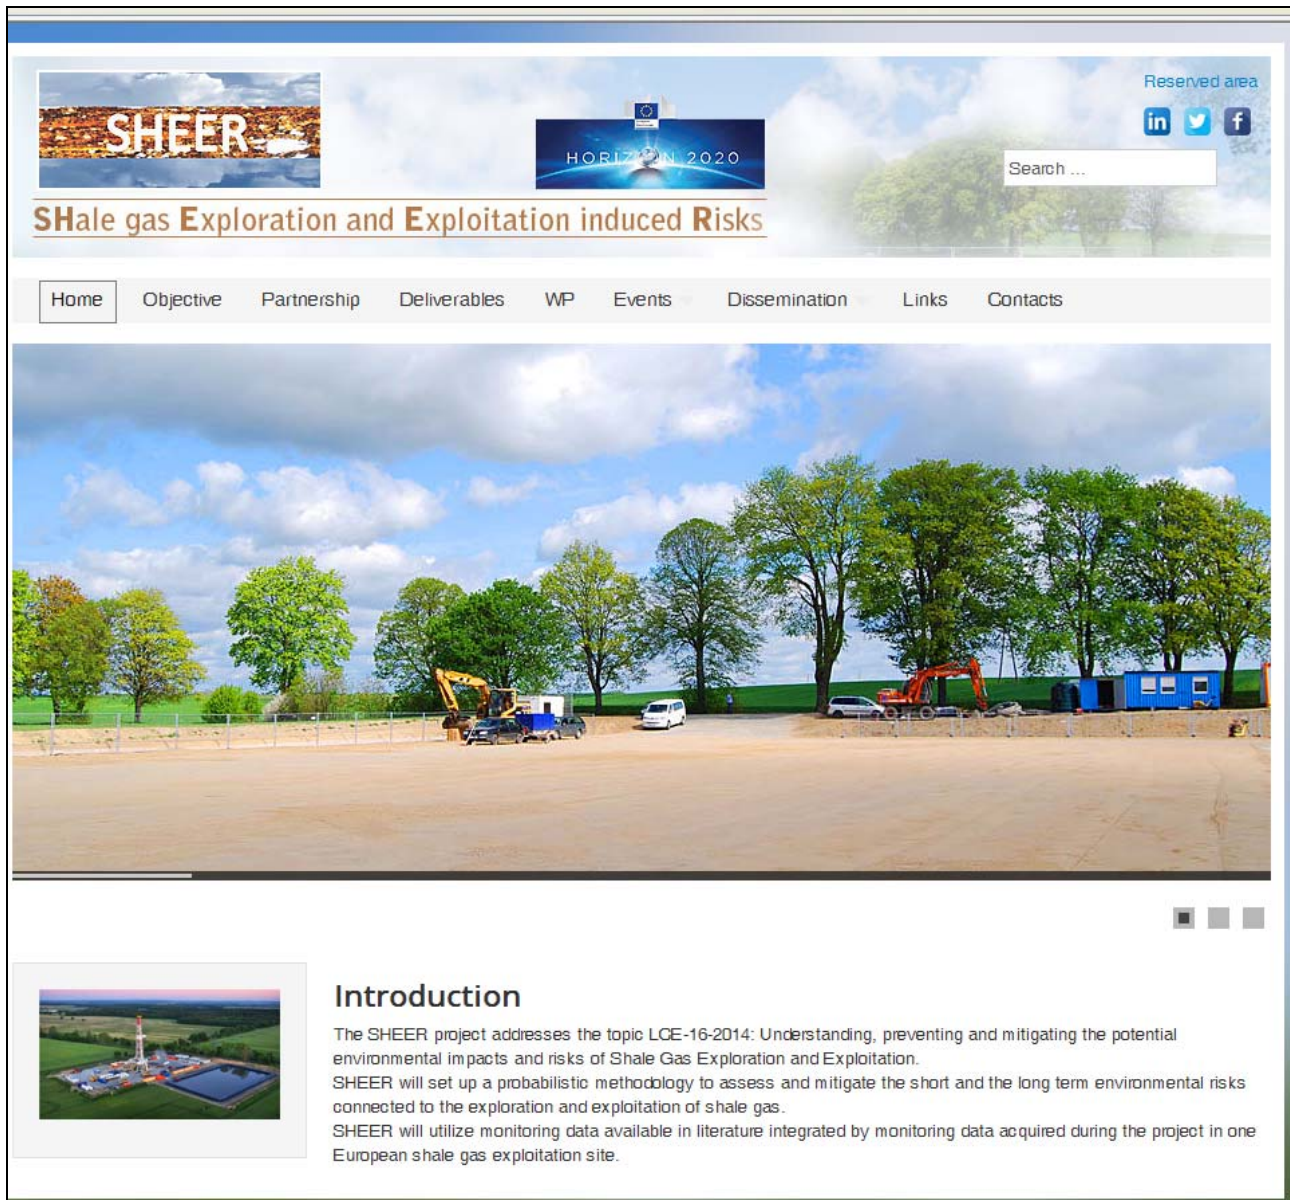 SHEER
HORIZON 2020
Reserved area
Search ...
SHale gas Exploration and Exploitation induced Risks
Home Objective Partnership Deliverables WP Events Dissemination Links Contacts
Introduction
The SHEER project addresses the topic LCE-16-2014: Understanding, preventing and mitigating the potential
environmental impacts and risks of Shale Gas Exploration and Exploitation.
SHEER will set up a probabilistic methodology to assess and mitigate the short and the long term environmental risks
connected to the exploration and exploitation of shale gas.
SHEER will utilize monitoring data available in literature integrated by monitoring data acquired during the project in one
European shale gas exploitation site.